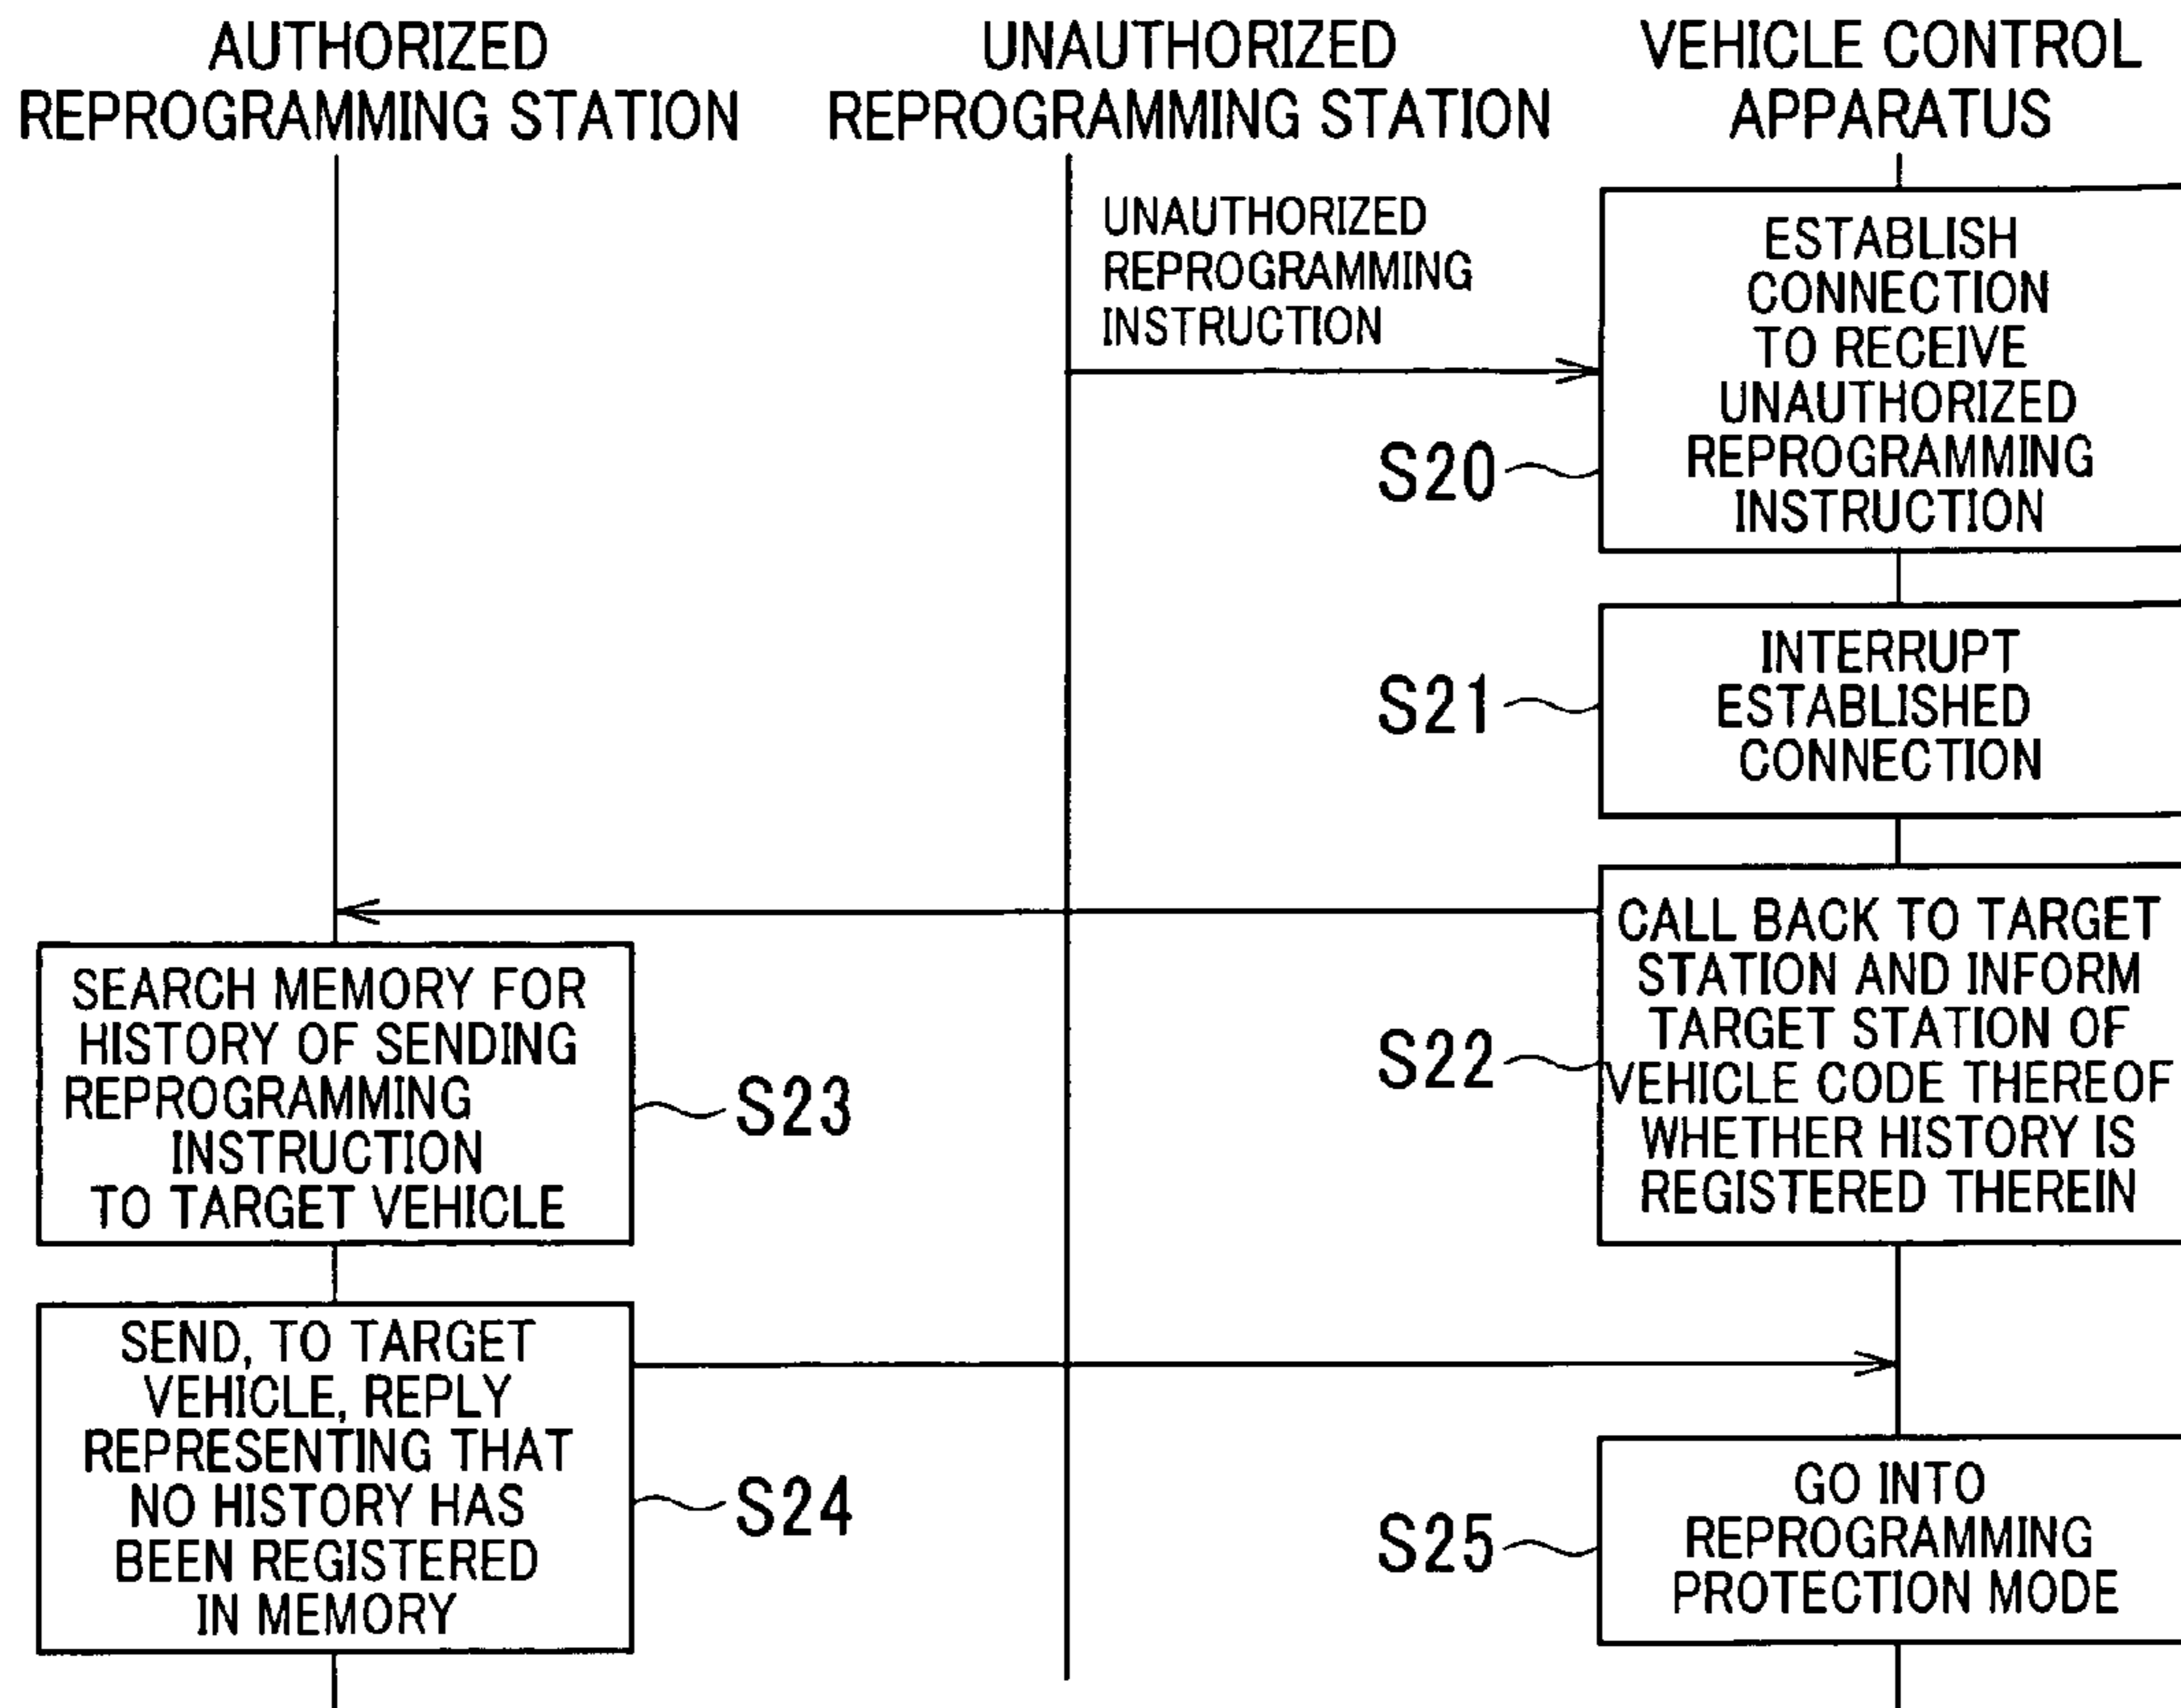 AUTHORIZED
REPROGRAMMING STATION
UNAUTHORIZED
REPROGRAMMING STATION
VEHICLE CONTROL
APPARATUS
UNAUTHORIZED
REPROGRAMMING
INSTRUCTION
ESTABLISH
CONNECTION
TO RECEIVE
UNAUTHORIZED
REPROGRAMMING
INSTRUCTION
S20
INTERRUPT
ESTABLISHED
CONNECTION
S21
CALL BACK TO TARGET
STATION AND INFORM
TARGET STATION OF
VEHICLE CODE THEREOF
WHETHER HISTORY IS
REGISTERED THEREIN
S22
SEARCH MEMORY FOR
HISTORY OF SENDING
REPROGRAMMING
INSTRUCTION
TO TARGET VEHICLE
S23
SEND, TO TARGET
VEHICLE, REPLY
REPRESENTING THAT
NO HISTORY HAS
BEEN REGISTERED
IN MEMORY
S24
GO INTO
REPROGRAMMING
PROTECTION MODE
S25